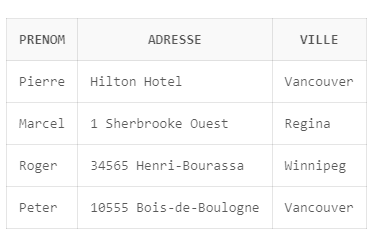 PRENOM ADRESSE VILLE
Pierre Hilton Hotel Vancouver
Marcel 1 Sherbrooke Ouest Regina
Roger 34565 Henri-Bourassa Winnipeg
Peter 10555 Bois-de-Boulogne Vancouver